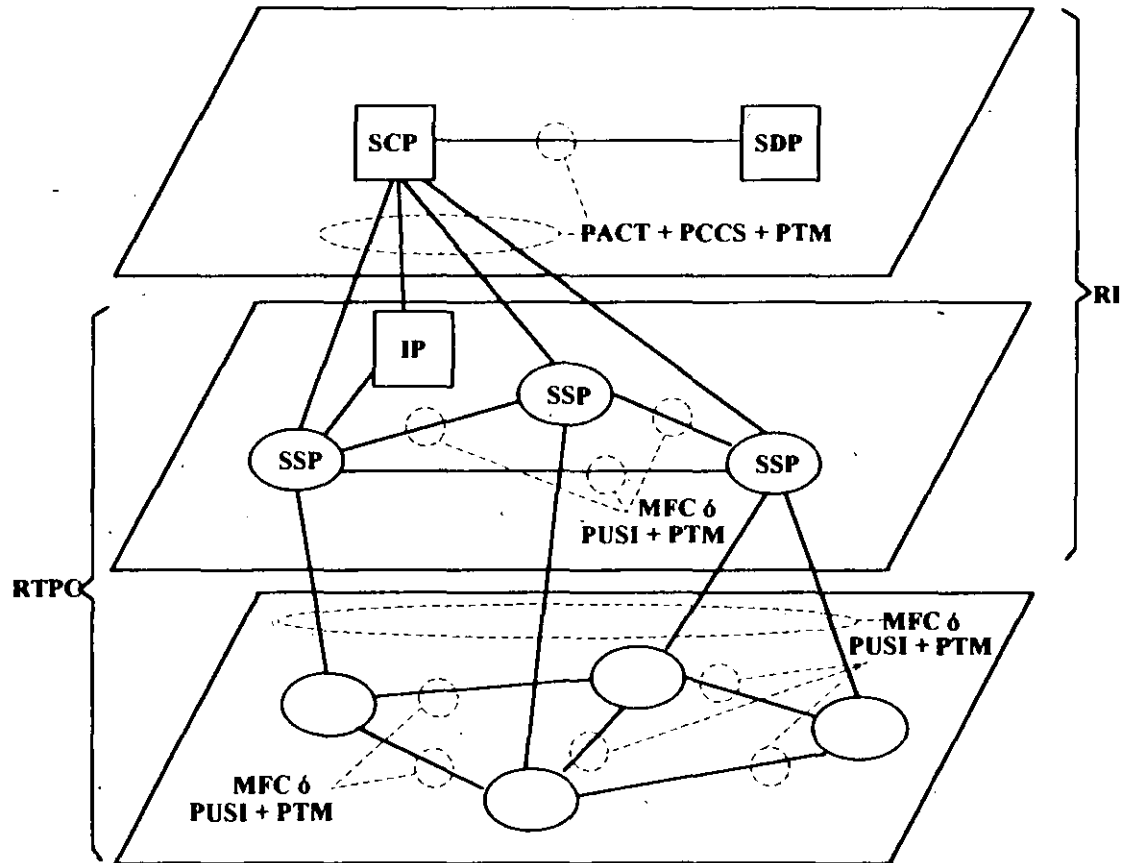 SCP
SDP
PACT + PCCS + PTM
RI
IP
SSP
SSP
SSP
MFC ó
PUSI + PTM
RTPC
MFC ó
PUSI + PTM
MFC ó
PUSI + PTM